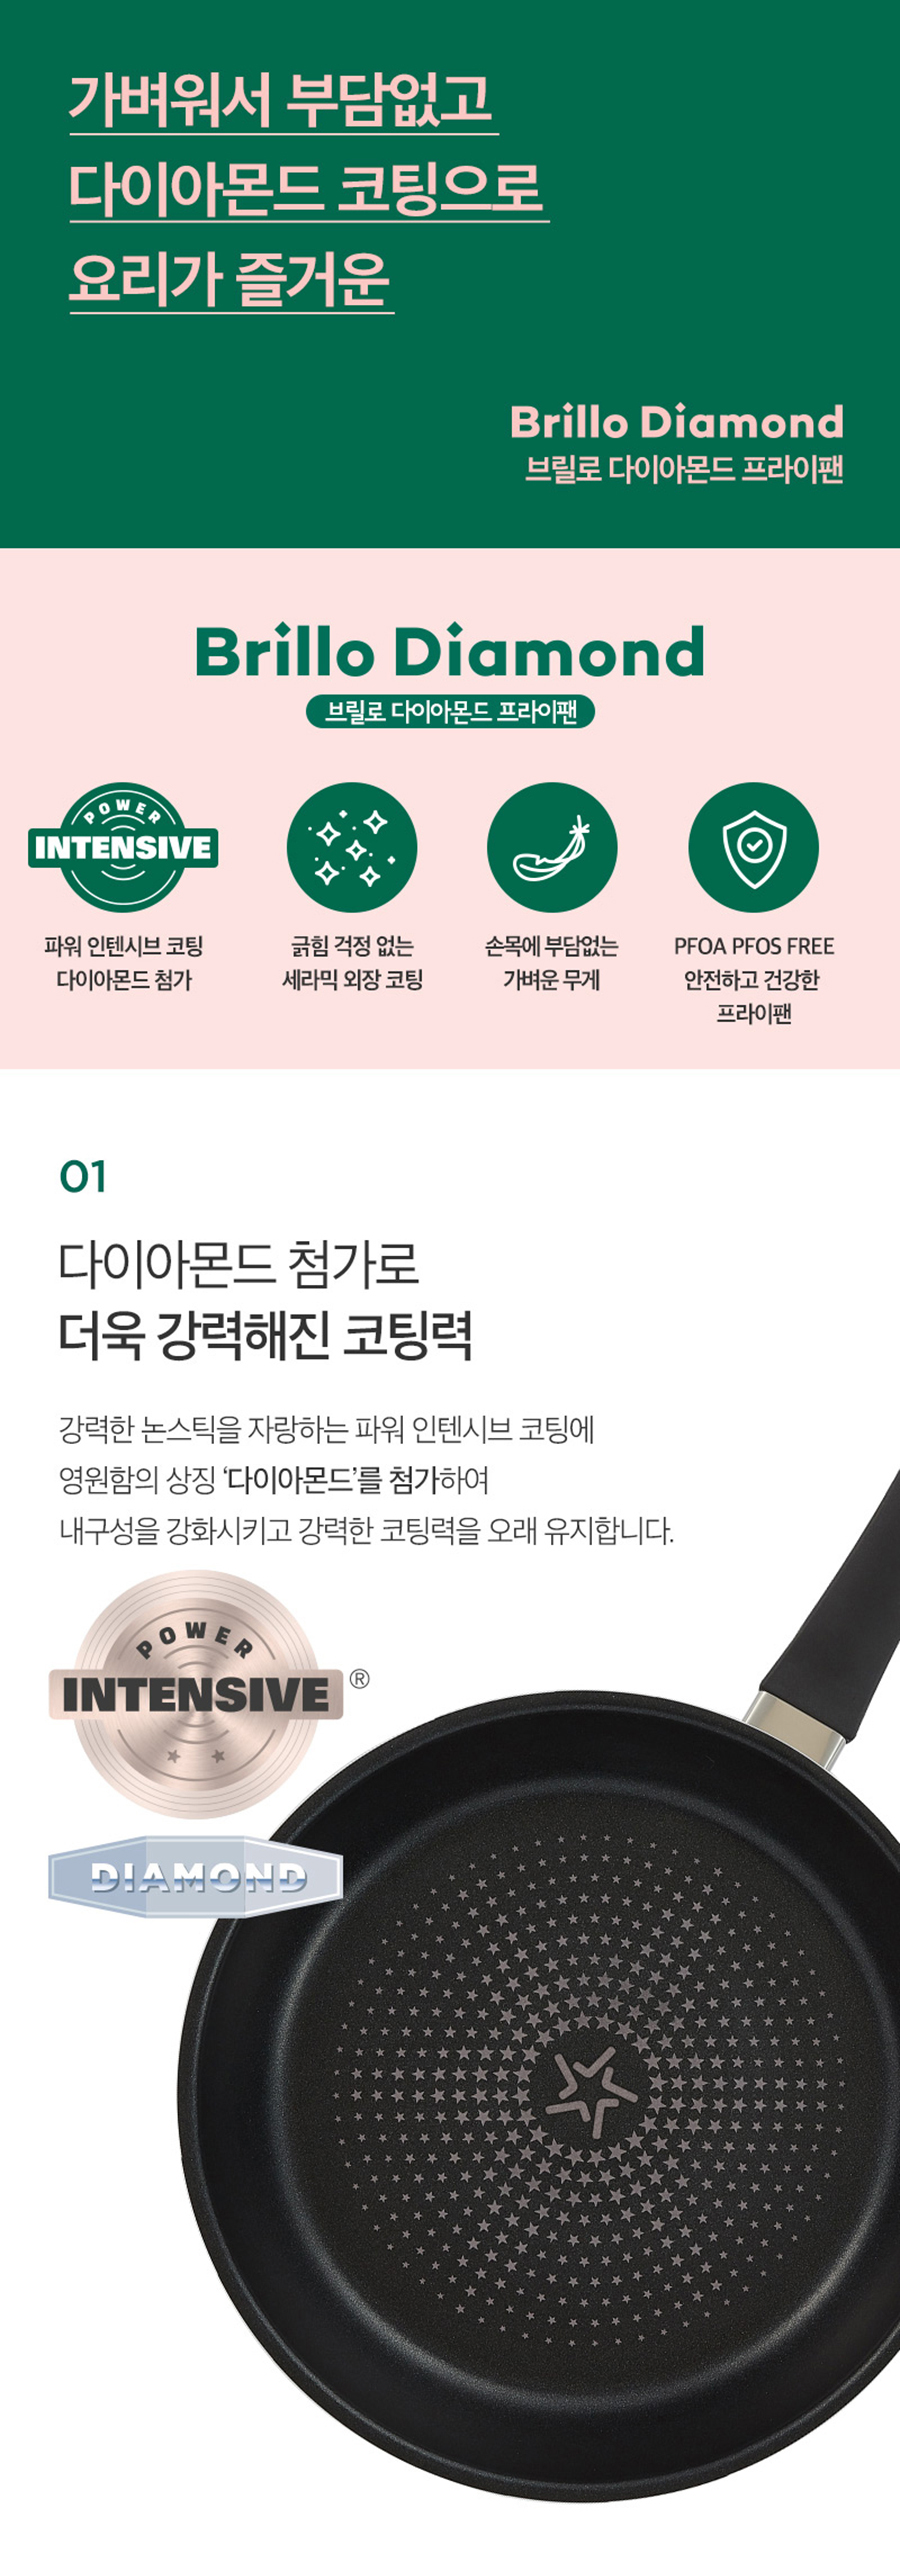 가벼워서 부담없고
다이아몬드 코팅으로
요리가 즐거운
Brillo Diamond
브릴로 다이아몬드 프라이팬
Brillo Diamond
브릴로 다이아몬드 프라이팬
POWER
INTENSIVE
파워 인텐시브 코팅
다이아몬드 첨가
긁힘 걱정 없는
세라믹 외장 코팅
손목에 부담없는
가벼운 무게
PFOA PFOS FREE
안전하고 건강한
프라이팬
01
다이아몬드 첨가로
더욱 강력해진 코팅력
강력한 논스틱을 자랑하는 파워 인텐시브 코팅에
영원함의 상징 ‘다이아몬드’를 첨가하여
내구성을 강화시키고 강력한 코팅력을 오래 유지합니다.
POWER
INTENSIVE ®
DIAMOND